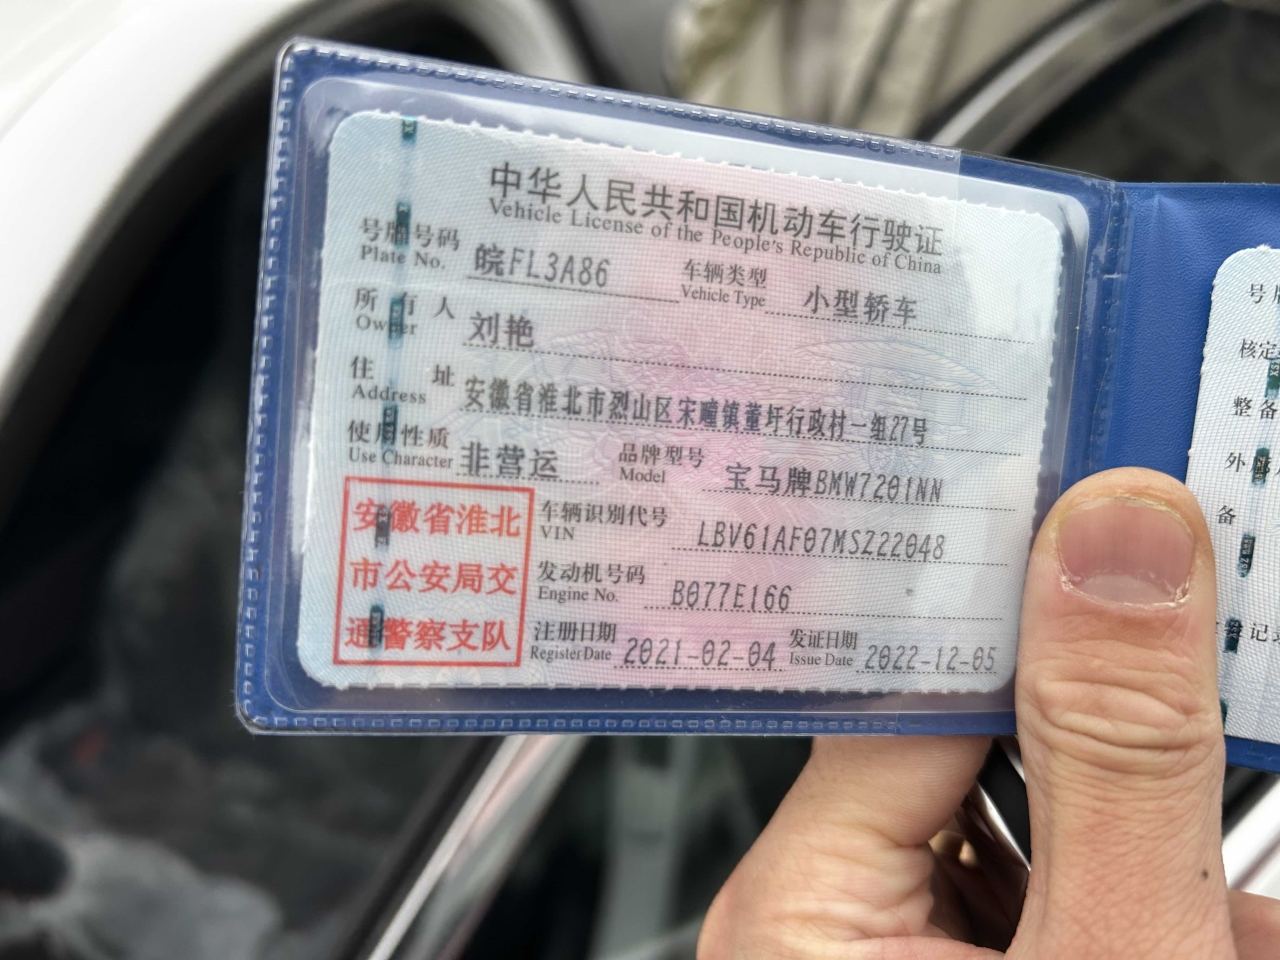 中华人民共和国机动车行驶证
Vehicle License of the People's Republic of China
号牌号码 皖FL3A86 车辆类型 小型轿车
Plate No. Vehicle Type
所有人 刘艳
Owner
住址 安徽省淮北市烈山区宋疃镇董圩行政村一组27号
Address
使用性质 非营运 品牌型号 宝马牌BMW7201NN
Use Character Model
安徽省淮北
市公安局交
通警察支队
车辆识别代号 LBV61AF07MSZ22048
VIN
发动机号码 B077E166
Engine No.
注册日期 2021-02-04 发证日期 2022-12-05
Register Date Issue Date
号牌
核定
整备
外
备
记